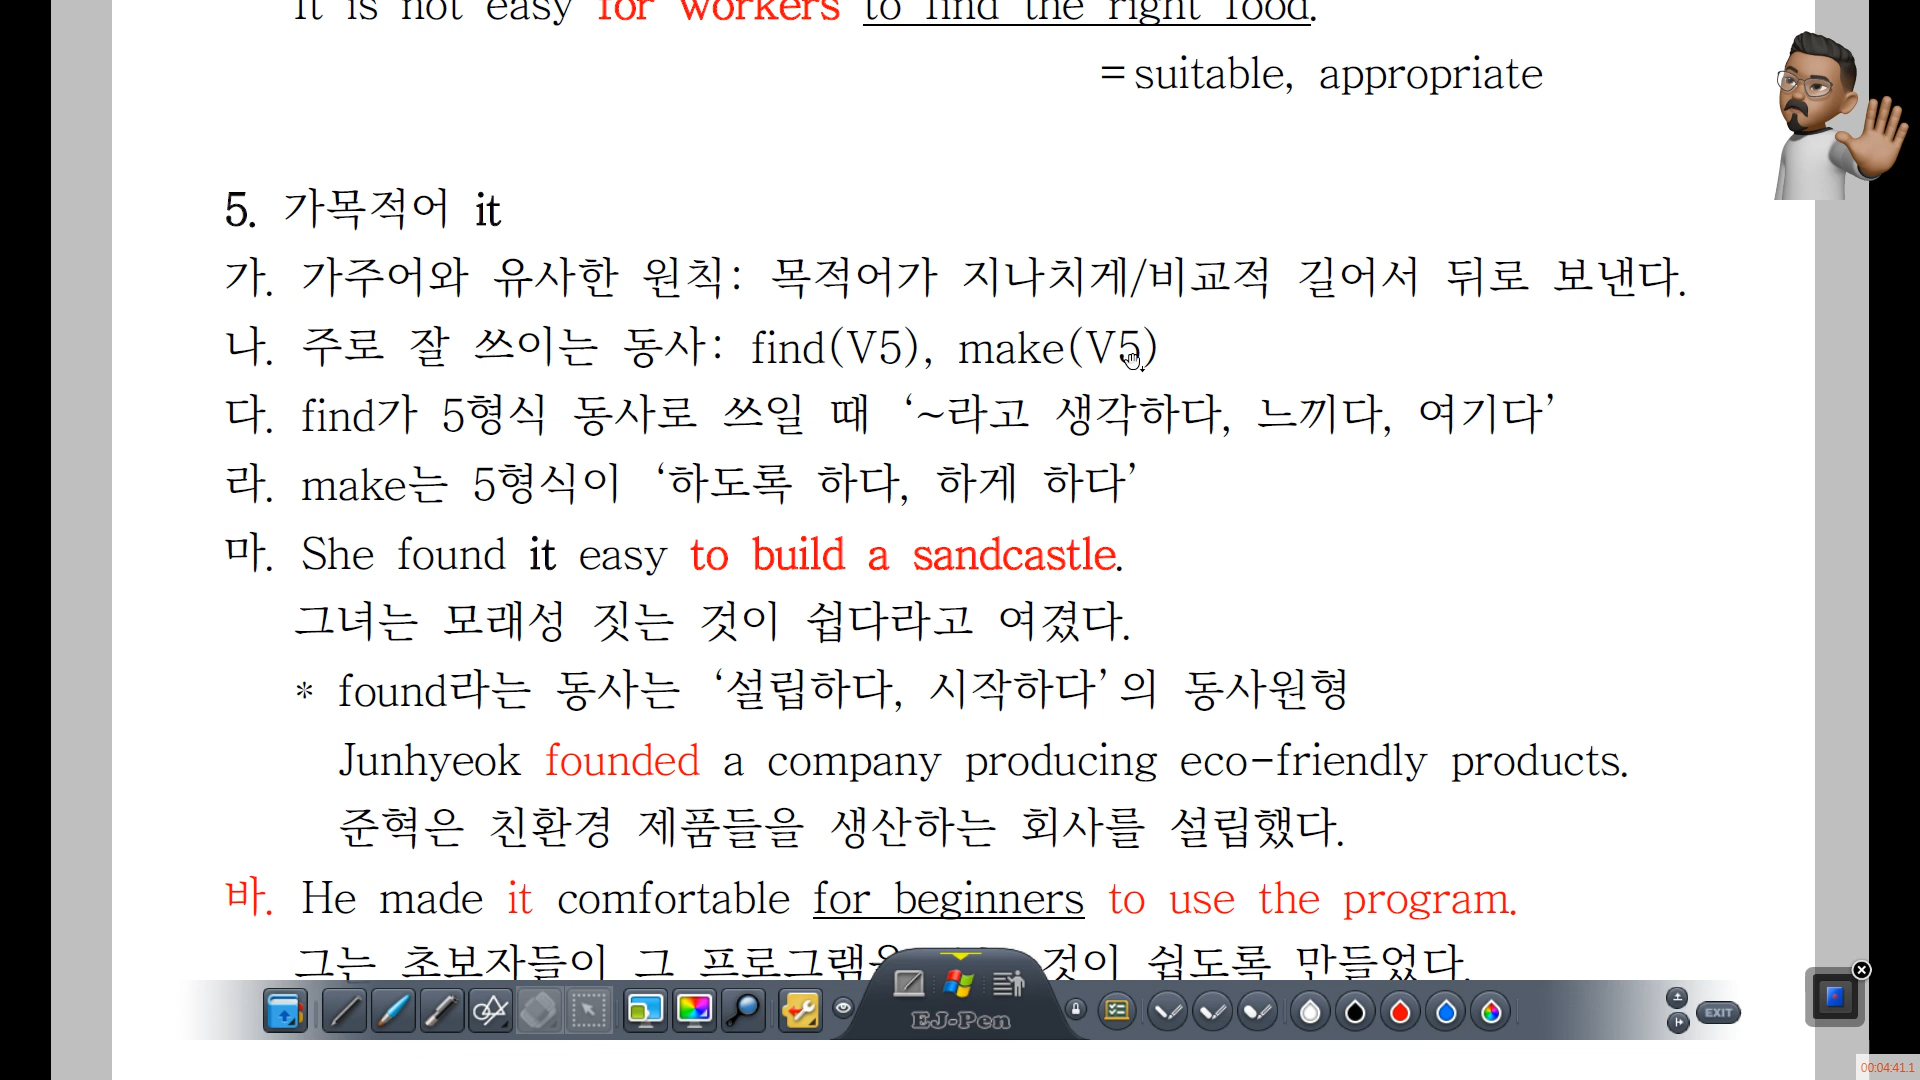 It is not easy for workers to find the right food.
= suitable, appropriate
5. 가목적어 it
가. 가주어와 유사한 원칙: 목적어가 지나치게/비교적 길어서 뒤로 보낸다.
나. 주로 잘 쓰이는 동사: find(V5), make(V5)
다. find가 5형식 동사로 쓰일 때 ‘~라고 생각하다, 느끼다, 여기다’
라. make는 5형식이 ‘하도록 하다, 하게 하다’
마. She found it easy to build a sandcastle.
그녀는 모래성 짓는 것이 쉽다라고 여겼다.
* found라는 동사는 ‘설립하다, 시작하다’의 동사원형
Junhyeok founded a company producing eco-friendly products.
준혁은 친환경 제품들을 생산하는 회사를 설립했다.
바. He made it comfortable for beginners to use the program.
그는 초보자들이 그 프로그램을 것이 쉽도록 만들었다.
EJ-Pen
EXIT
00:04:41.1